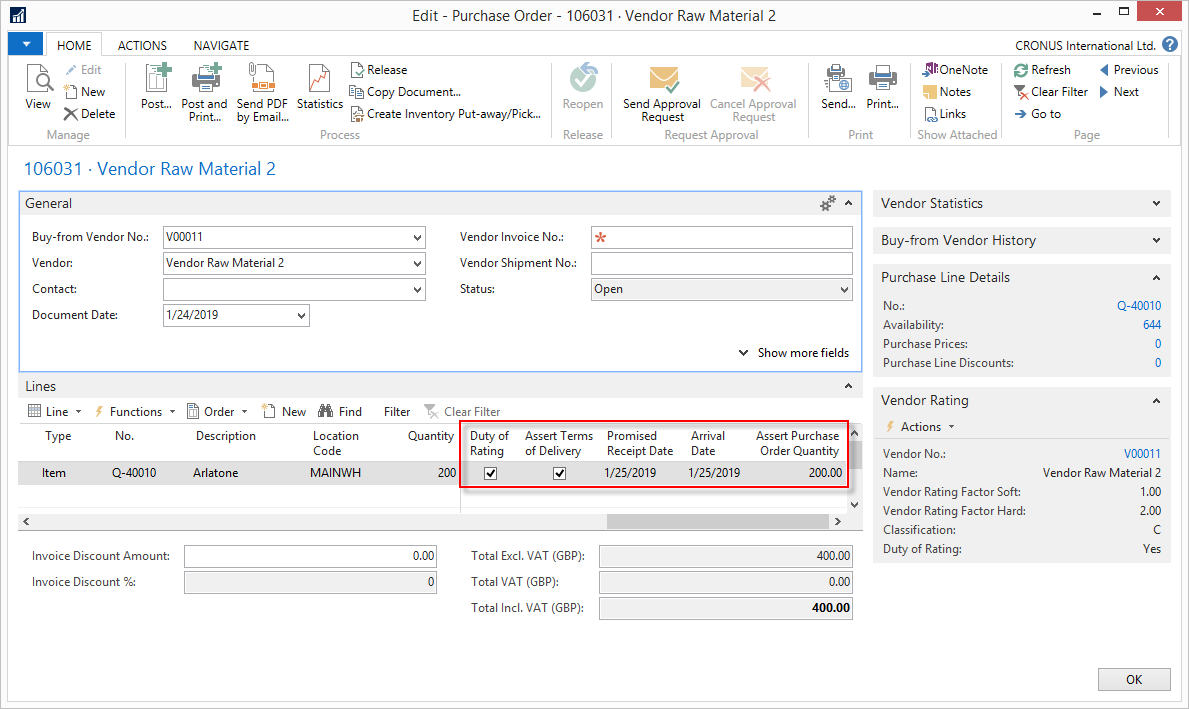 Edit - Purchase Order - 106031 · Vendor Raw Material 2
HOME ACTIONS NAVIGATE CRONUS International Ltd.
View
Edit
New
Delete
Manage
Post...
Post and Print...
Send PDF by Email...
Statistics
Release
Copy Document...
Create Inventory Put-away/Pick...
Process
Reopen
Release
Send Approval Request
Cancel Approval Request
Request Approval
Send...
Print...
Print
OneNote
Notes
Links
Show Attached
Refresh
Clear Filter
Go to
Previous
Next
Page
106031 · Vendor Raw Material 2
General
Buy-from Vendor No.: V00011
Vendor: Vendor Raw Material 2
Contact:
Document Date: 1/24/2019
Vendor Invoice No.: *
Vendor Shipment No.:
Status: Open
Show more fields
Lines
Line Functions Order New Find Filter Clear Filter
Type No. Description Location Code Quantity Duty of Rating Assert Terms of Delivery Promised Receipt Date Arrival Date Assert Purchase Order Quantity
Item Q-40010 Arlatone MAINWH 200 1/25/2019 1/25/2019 200.00
Invoice Discount Amount: 0.00
Invoice Discount %: 0
Total Excl. VAT (GBP): 400.00
Total VAT (GBP): 0.00
Total Incl. VAT (GBP): 400.00
Vendor Statistics
Buy-from Vendor History
Purchase Line Details
No.: Q-40010
Availability: 644
Purchase Prices: 0
Purchase Line Discounts: 0
Vendor Rating
Actions
Vendor No.: V00011
Name: Vendor Raw Material 2
Vendor Rating Factor Soft: 1.00
Vendor Rating Factor Hard: 2.00
Classification: C
Duty of Rating: Yes
OK